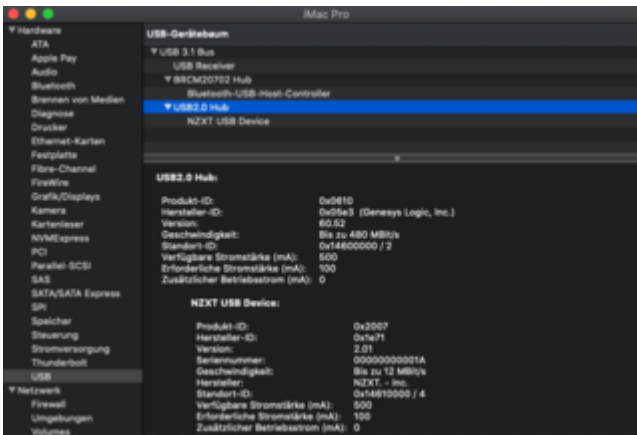 iMac Pro
Hardware
ATA
Apple Pay
Audio
Bluetooth
Brennen von Medien
Diagnose
Drucker
Ethernet-Karten
Festplatte
Fibre-Channel
FireWire
Grafik/Displays
Kamera
Kartenleser
NVMExpress
PCI
Parallel-SCSI
SAS
SATA/SATA Express
SPI
Speicher
Steuerung
Stromversorgung
Thunderbolt
USB
Netzwerk
Firewall
Umgebungen
Volumes
USB-Gerätebaum
USB 3.1 Bus
USB Receiver
BRCM20702 Hub
Bluetooth-USB-Host-Controller
USB2.0 Hub
NZXT USB Device
USB2.0 Hub:
Produkt-ID: 0x0610
Hersteller-ID: 0x05e3 (Genesys Logic, Inc.)
Version: 60.52
Geschwindigkeit: Bis zu 480 MBit/s
Standort-ID: 0x14600000 / 2
Verfügbare Stromstärke (mA): 500
Erforderliche Stromstärke (mA): 100
Zusätzlicher Betriebsstrom (mA): 0
NZXT USB Device:
Produkt-ID: 0x2007
Hersteller-ID: 0x1e71
Version: 2.01
Seriennummer: 00000000001A
Geschwindigkeit: Bis zu 12 MBit/s
Hersteller: NZXT. - Inc.
Standort-ID: 0x14610000 / 4
Verfügbare Stromstärke (mA): 500
Erforderliche Stromstärke (mA): 100
Zusätzlicher Betriebsstrom (mA): 0